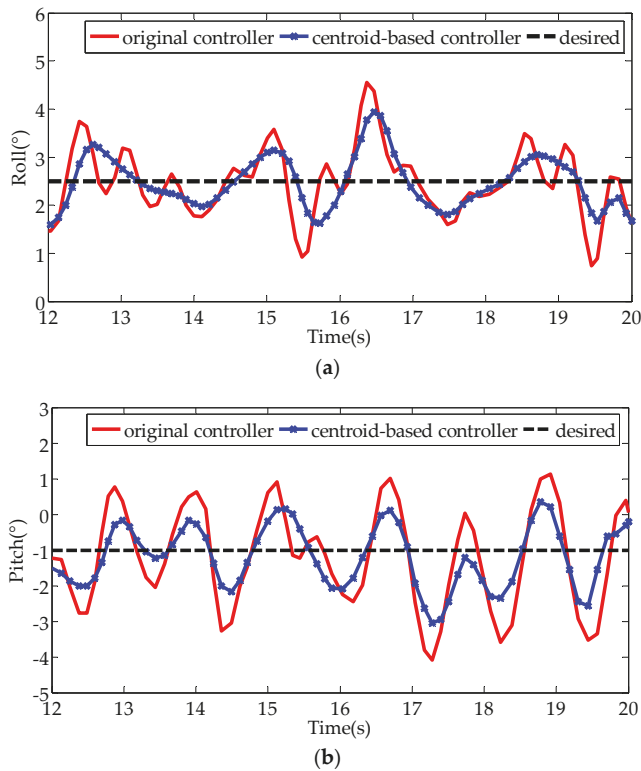 original controller centroid-based controller desired
6
5
4
3
2
1
0
Roll(°)
12 13 14 15 16 17 18 19 20
Time(s)
(a)
original controller centroid-based controller desired
3
2
1
0
-1
-2
-3
-4
-5
Pitch(°)
12 13 14 15 16 17 18 19 20
Time(s)
(b)